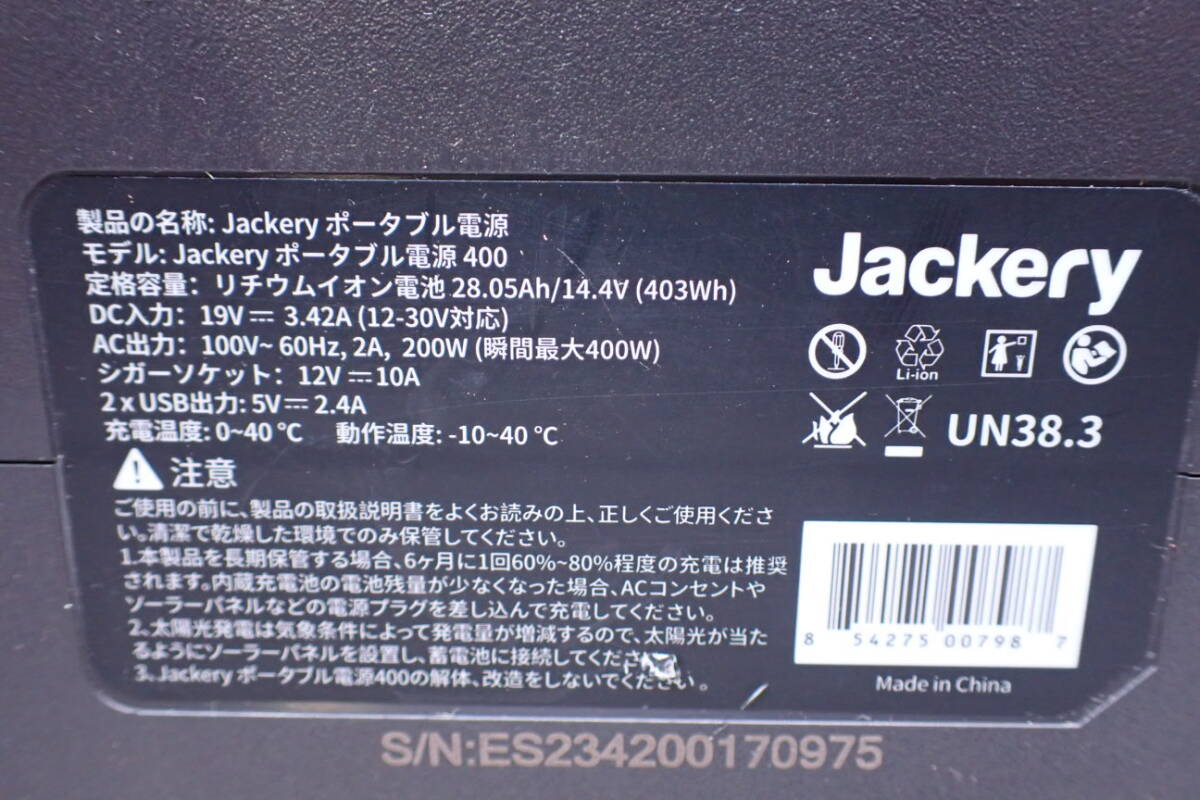 製品の名称: Jackery ポータブル電源
モデル: Jackery ポータブル電源 400
定格容量: リチウムイオン電池 28.05Ah/14.4V (403Wh)
DC入力: 19V⎓3.42A (12-30V対応)
AC出力: 100V~ 60Hz, 2A, 200W (瞬間最大400W)
シガーソケット: 12V⎓10A
2 x USB出力: 5V⎓2.4A
充電温度: 0~40 ℃ 動作温度: -10~40 ℃
注意
ご使用の前に、製品の取扱説明書をよくお読みの上、正しくご使用くださ
い。清潔で乾燥した環境でのみ保管してください。
1.本製品を長期保管する場合、6ヶ月に1回60%~80%程度の充電は推奨
されます。内蔵充電池の電池残量が少なくなった場合、ACコンセントや
ソーラーパネルなどの電源プラグを差し込んで充電してください。
2、太陽光発電は気象条件によって発電量が増減するので、太陽光が当た
るようにソーラーパネルを設置し、蓄電池に接続してくださ
3、Jackery ポータブル電源400の解体、改造をしないでください。
Jackery
Li-ion
UN38.3
8 54275 00798 7
Made in China
S/N:ES234200170975